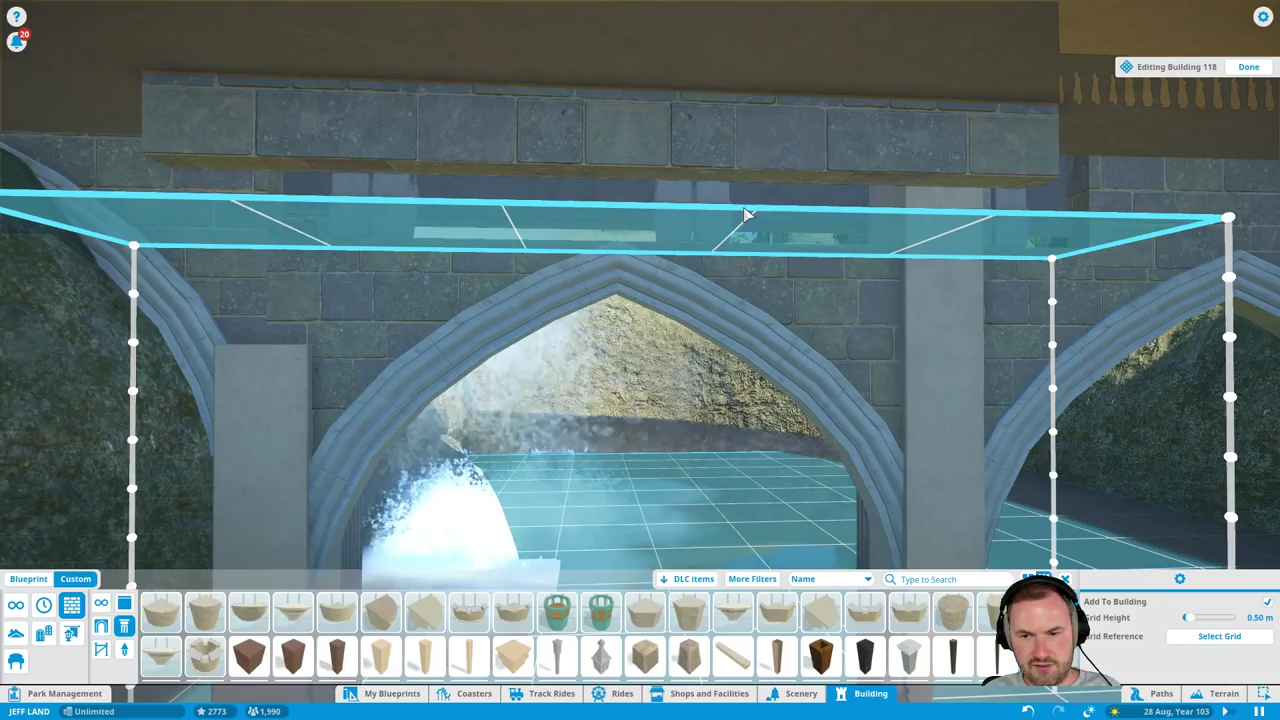 20
Editing Building 118 Done
Blueprint Custom
DLC items More Filters Name Type to Search
Add To Building
Grid Height 0.50 m
Grid Reference Select Grid
Park Management My Blueprints Coasters Track Rides Rides Shops and Facilities Scenery Building Paths Terrain
JEFF LAND Unlimited 2773 1,990 28 Aug, Year 103